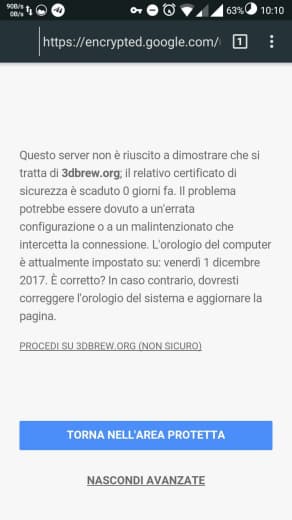 90B/s
0B/s
63%
10:10
https://encrypted.google.com/
1
Questo server non è riuscito a dimostrare che si
tratta di 3dbrew.org; il relativo certificato di
sicurezza è scaduto 0 giorni fa. Il problema
potrebbe essere dovuto a un'errata
configurazione o a un malintenzionato che
intercetta la connessione. L'orologio del computer
è attualmente impostato su: venerdì 1 dicembre
2017. È corretto? In caso contrario, dovresti
correggere l'orologio del sistema e aggiornare la
pagina.
PROCEDI SU 3DBREW.ORG (NON SICURO)
TORNA NELL'AREA PROTETTA
NASCONDI AVANZATE